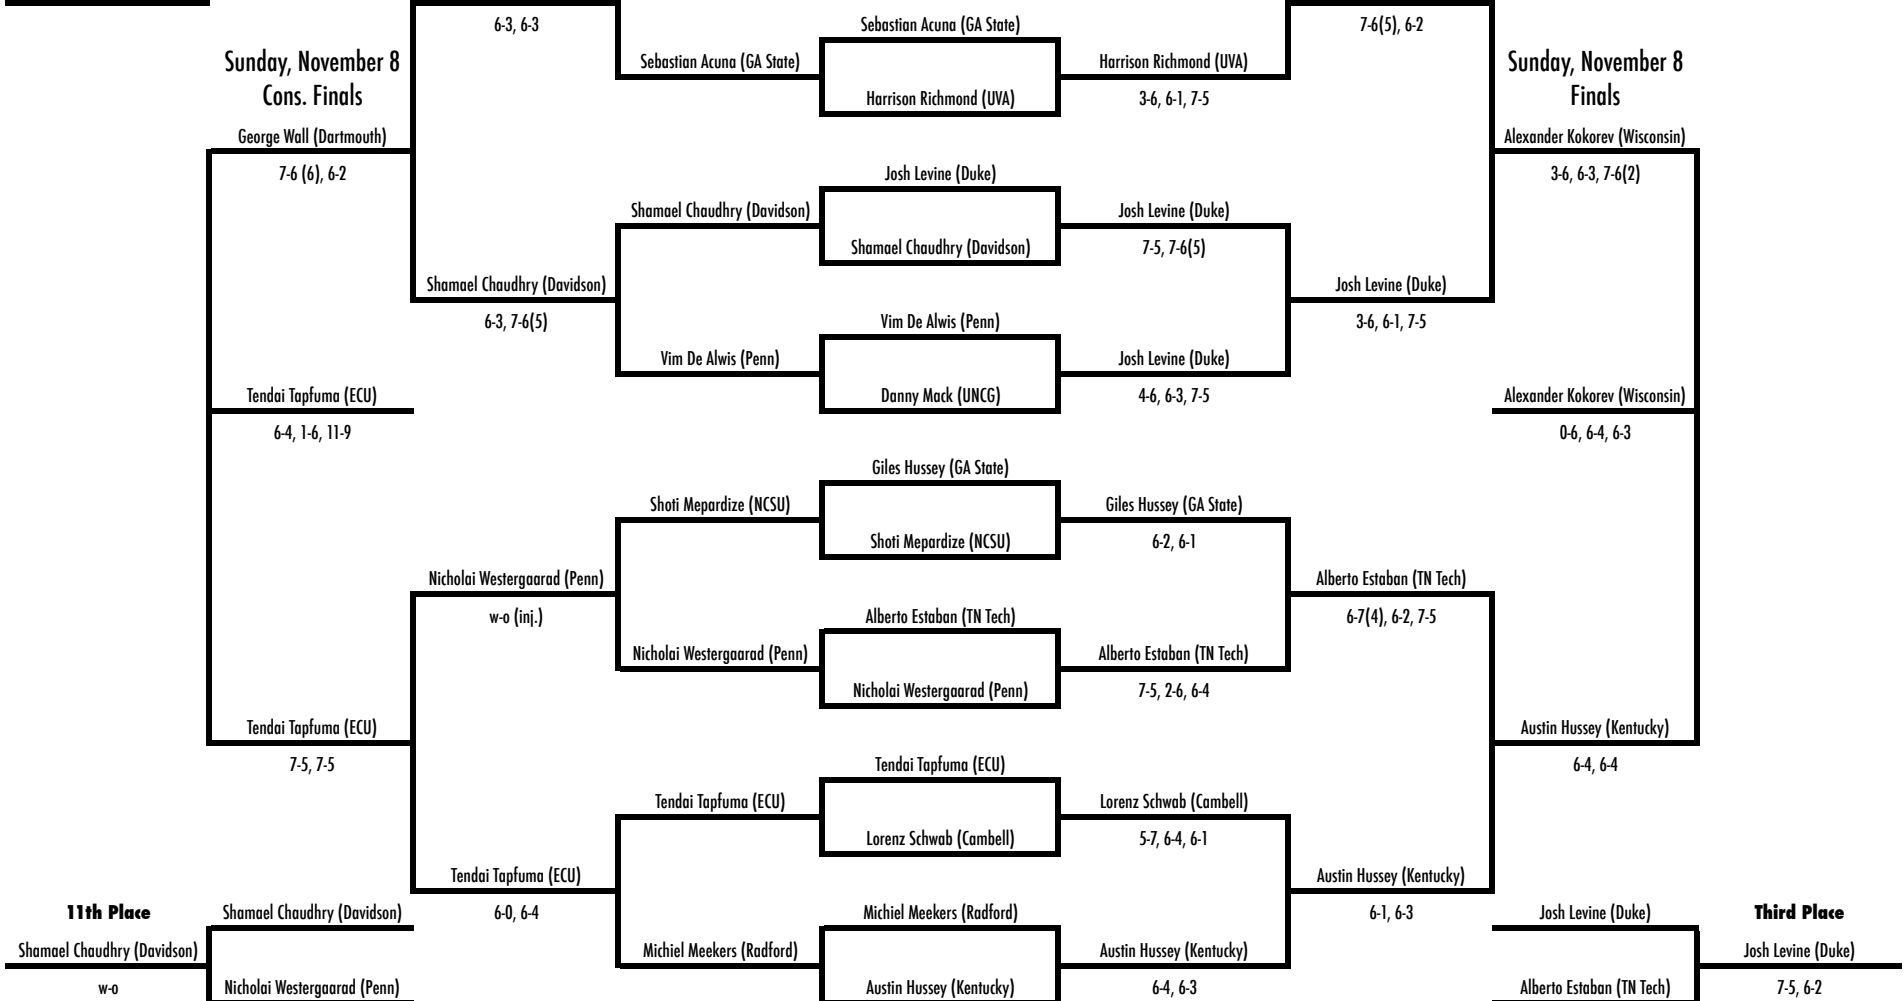 6-3, 6-3
Sebastian Acuna (GA State)
7-6(5), 6-2
Sunday, November 8
Cons. Finals
Sebastian Acuna (GA State)
Harrison Richmond (UVA)
Sunday, November 8
Finals
Harrison Richmond (UVA)
3-6, 6-1, 7-5
George Wall (Dartmouth)
Alexander Kokorev (Wisconsin)
7-6 (6), 6-2
Josh Levine (Duke)
3-6, 6-3, 7-6(2)
Shamael Chaudhry (Davidson)
Josh Levine (Duke)
Shamael Chaudhry (Davidson)
7-5, 7-6(5)
Shamael Chaudhry (Davidson)
Josh Levine (Duke)
6-3, 7-6(5)
Vim De Alwis (Penn)
3-6, 6-1, 7-5
Vim De Alwis (Penn)
Josh Levine (Duke)
Tendai Tapfuma (ECU)
Danny Mack (UNCG)
4-6, 6-3, 7-5
Alexander Kokorev (Wisconsin)
6-4, 1-6, 11-9
0-6, 6-4, 6-3
Giles Hussey (GA State)
Shoti Mepardize (NCSU)
Giles Hussey (GA State)
Shoti Mepardize (NCSU)
6-2, 6-1
Nicholai Westergaarad (Penn)
Alberto Estaban (TN Tech)
w-o (inj.)
Alberto Estaban (TN Tech)
6-7(4), 6-2, 7-5
Nicholai Westergaarad (Penn)
Alberto Estaban (TN Tech)
Nicholai Westergaarad (Penn)
7-5, 2-6, 6-4
Tendai Tapfuma (ECU)
Austin Hussey (Kentucky)
7-5, 7-5
Tendai Tapfuma (ECU)
6-4, 6-4
Tendai Tapfuma (ECU)
Lorenz Schwab (Cambell)
Lorenz Schwab (Cambell)
5-7, 6-4, 6-1
Tendai Tapfuma (ECU)
Austin Hussey (Kentucky)
11th Place
Shamael Chaudhry (Davidson)
6-0, 6-4
Michiel Meekers (Radford)
6-1, 6-3
Josh Levine (Duke)
Third Place
Shamael Chaudhry (Davidson)
Michiel Meekers (Radford)
Austin Hussey (Kentucky)
Josh Levine (Duke)
w-o
Nicholai Westergaarad (Penn)
Austin Hussey (Kentucky)
6-4, 6-3
Alberto Estaban (TN Tech)
7-5, 6-2